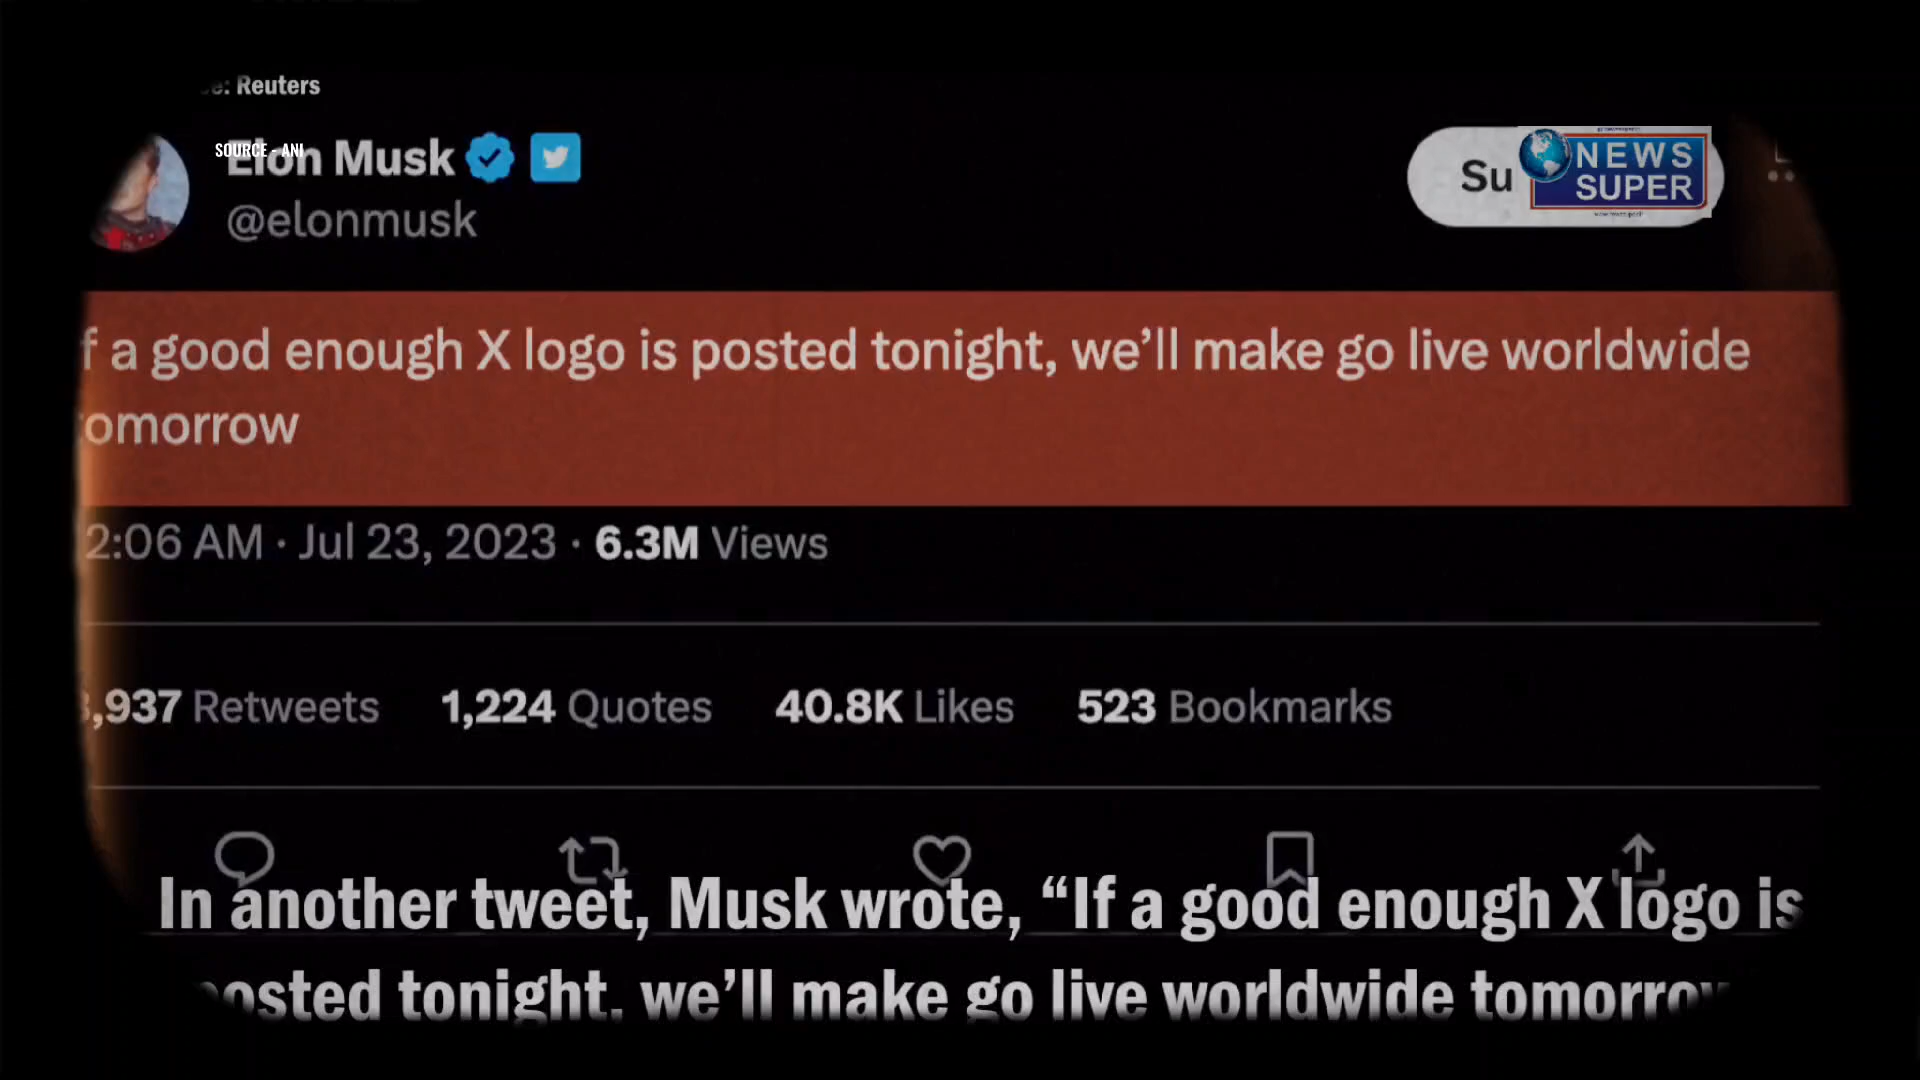 Reuters
SOURCE - ANI
Elon Musk
@elonmusk
Su
NEWS
SUPER
f a good enough X logo is posted tonight, we’ll make go live worldwide
omorrow
2:06 AM · Jul 23, 2023 · 6.3M Views
,937 Retweets 1,224 Quotes 40.8K Likes 523 Bookmarks
In another tweet, Musk wrote, “If a good enough X logo is
posted tonight, we’ll make go live worldwide tomorrow